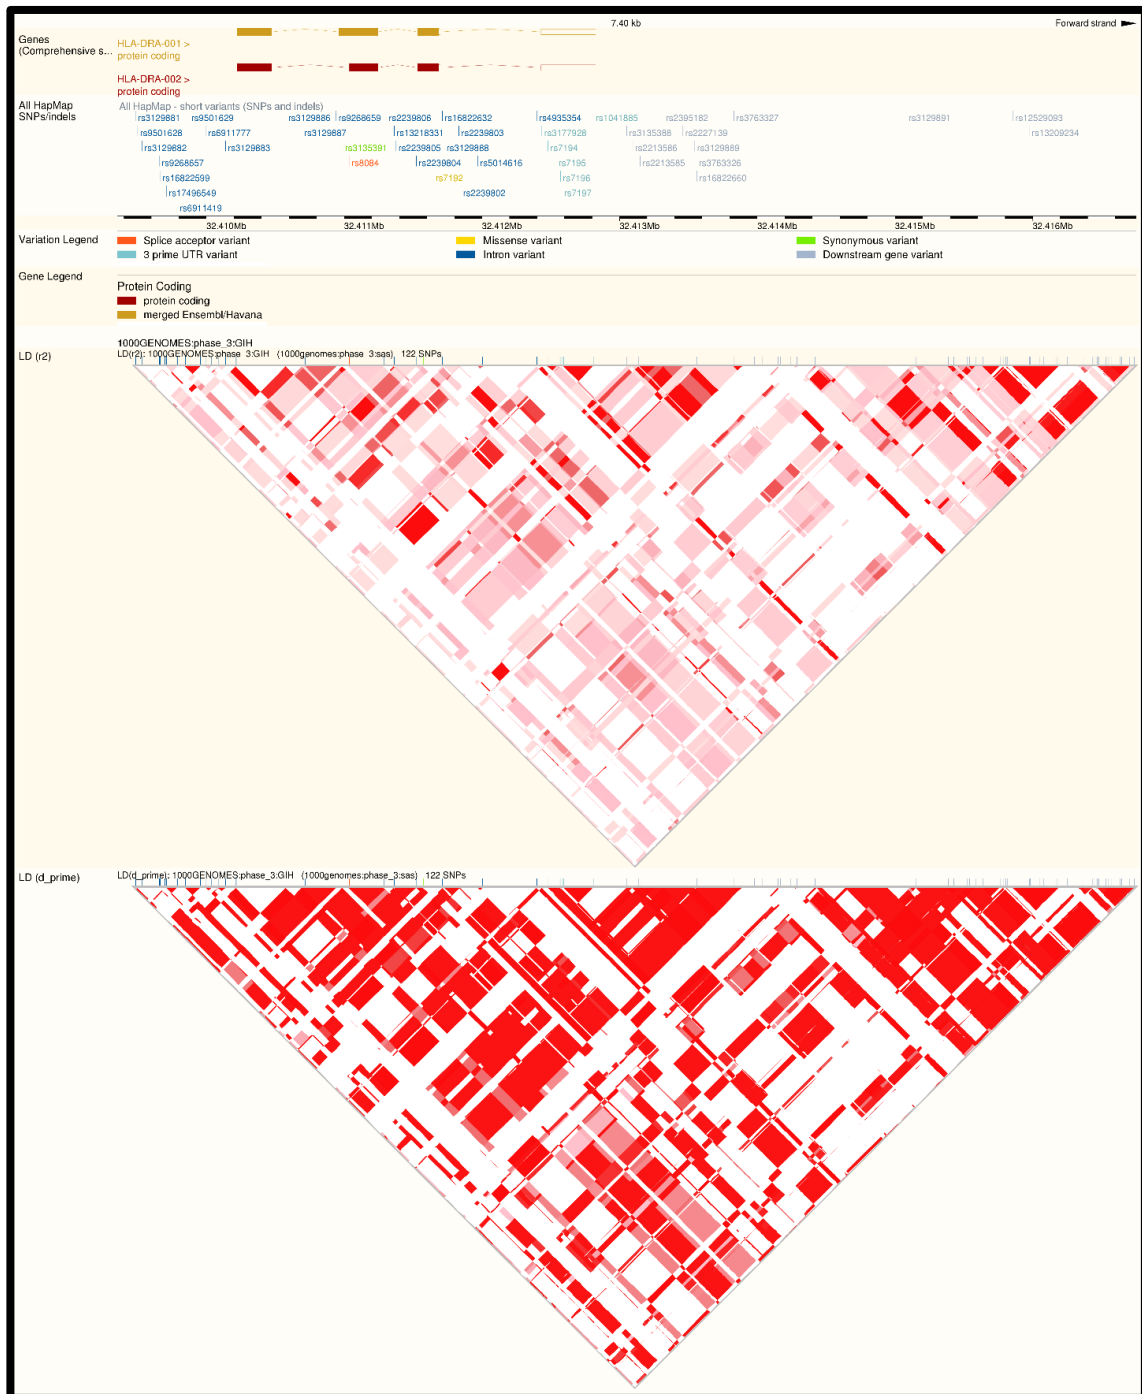 7.40 kb
Forward strand
Genes
(Comprehensive s...
HLA-DRA-001 >
protein coding
HLA-DRA-002 >
protein coding
All HapMap
SNPs/indels
All HapMap - short variants (SNPs and indels)
rs3129881 rs9501629 rs3129886 rs9268659 rs2239806 rs16822632 rs4935354 rs1041885 rs2395182 rs3763327 rs3129891 rs12529093
rs9501628 rs6911777 rs3129887 rs13218331 rs2239803 rs3177928 rs3135388 rs2227139 rs13209234
rs3129882 rs3129883 rs3135391 rs2239805 rs3129888 rs7194 rs2213586 rs3129889
rs9268657 rs8084 rs2239804 rs5014616 rs7195 rs2213585 rs3763326
rs16822599 rs7192 rs7196 rs16822660
rs17496549 rs2239802 rs7197
rs6911419
32.410Mb 32.411Mb 32.412Mb 32.413Mb 32.414Mb 32.415Mb 32.416Mb
Variation Legend
Splice acceptor variant Missense variant Synonymous variant
3 prime UTR variant Intron variant Downstream gene variant
Gene Legend
Protein Coding
protein coding
merged Ensembl/Havana
1000GENOMES:phase_3:GIH
LD (r2)
LD(r2): 1000GENOMES:phase_3:GIH (1000genomes:phase_3:sas) 122 SNPs
LD (d_prime)
LD(d_prime): 1000GENOMES:phase_3:GIH (1000genomes:phase_3:sas) 122 SNPs